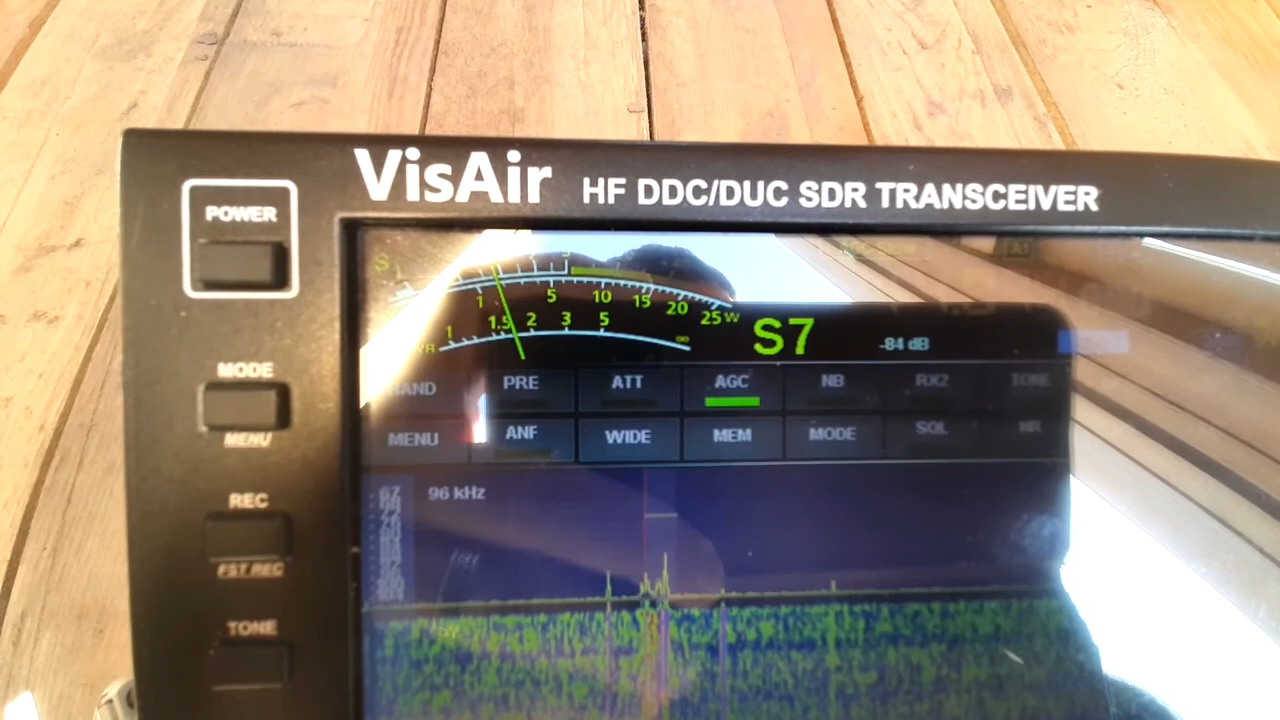 VisAir HF DDC/DUC SDR TRANSCEIVER
POWER
S 1
1 5 10 15 20 25 W
1 1.5 2 3 5 ∞
S7 -84 dB
MODE
MENU
PRE ATT AGC NB RX2 TONE
MENU ANF WIDE MEM MODE SQL NR
96 kHz
REC
FST REC
TONE